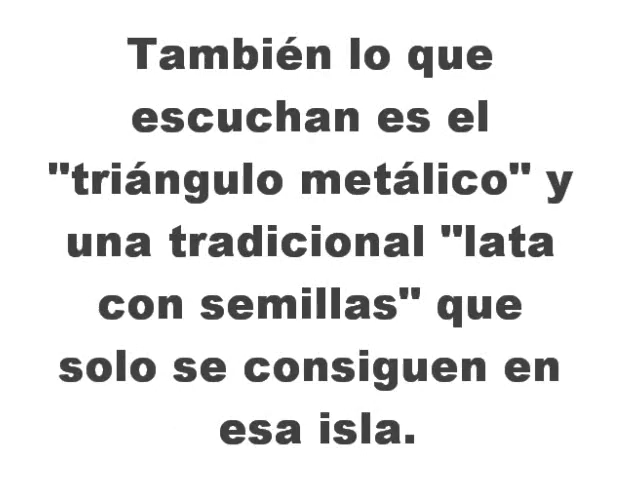 También lo que
escuchan es el
"triángulo metálico" y
una tradicional "lata
con semillas" que
solo se consiguen en
esa isla.